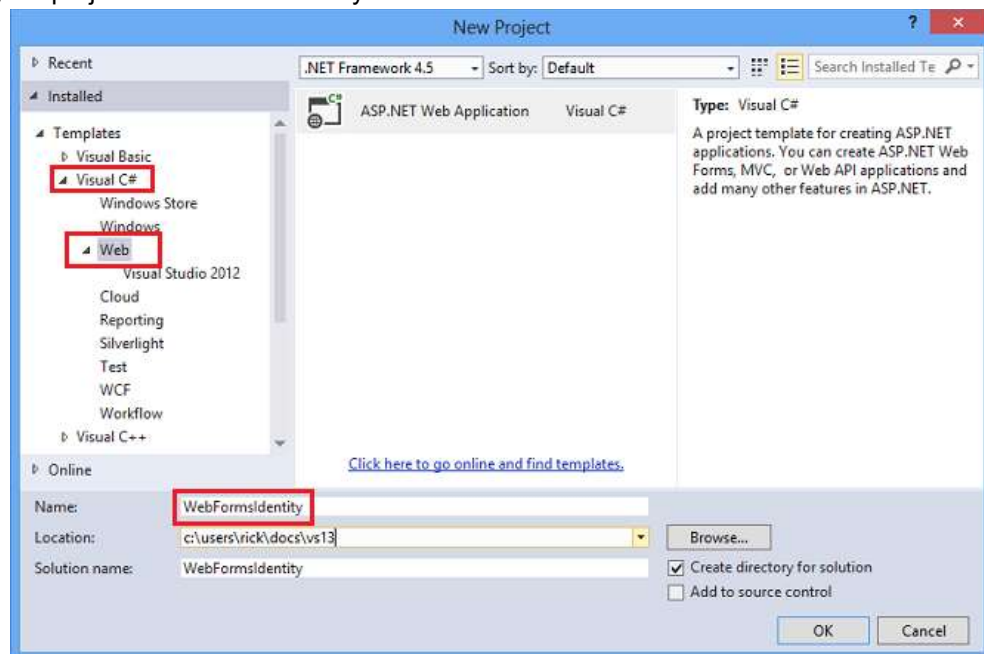 New Project
?
Recent
.NET Framework 4.5
Sort by:
Default
Search Installed Te
Installed
Templates
Visual Basic
Visual C#
Windows Store
Windows
Web
Visual Studio 2012
Cloud
Reporting
Silverlight
Test
WCF
Workflow
Visual C++
Online
C#
ASP.NET Web Application
Visual C#
Click here to go online and find templates.
Type: Visual C#
A project template for creating ASP.NET
applications. You can create ASP.NET Web
Forms, MVC, or Web API applications and
add many other features in ASP.NET.
Name:
WebFormsIdentity
Location:
c:\users\rick\docs\vs13
Browse...
Solution name:
WebFormsIdentity
Create directory for solution
Add to source control
OK
Cancel